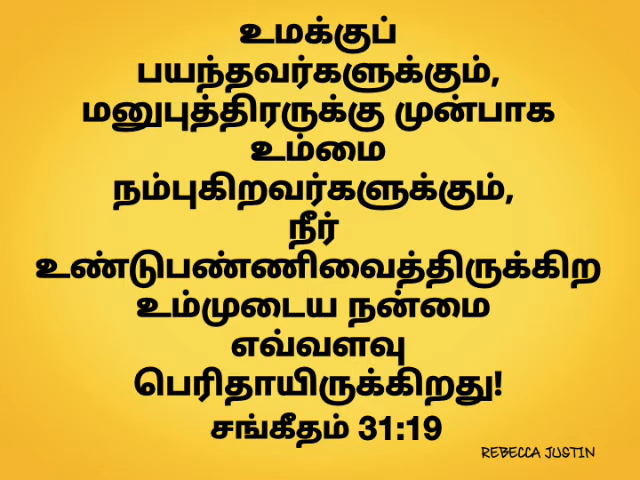 உமக்குப்
பயந்தவர்களுக்கும்,
மனுபுத்திரருக்கு முன்பாக
உம்மை
நம்புகிறவர்களுக்கும்,
நீர்
உண்டுபண்ணிவைத்திருக்கிற
உம்முடைய நன்மை
எவ்வளவு
பெரிதாயிருக்கிறது!
சங்கீதம் 31:19
REBECCA JUSTIN